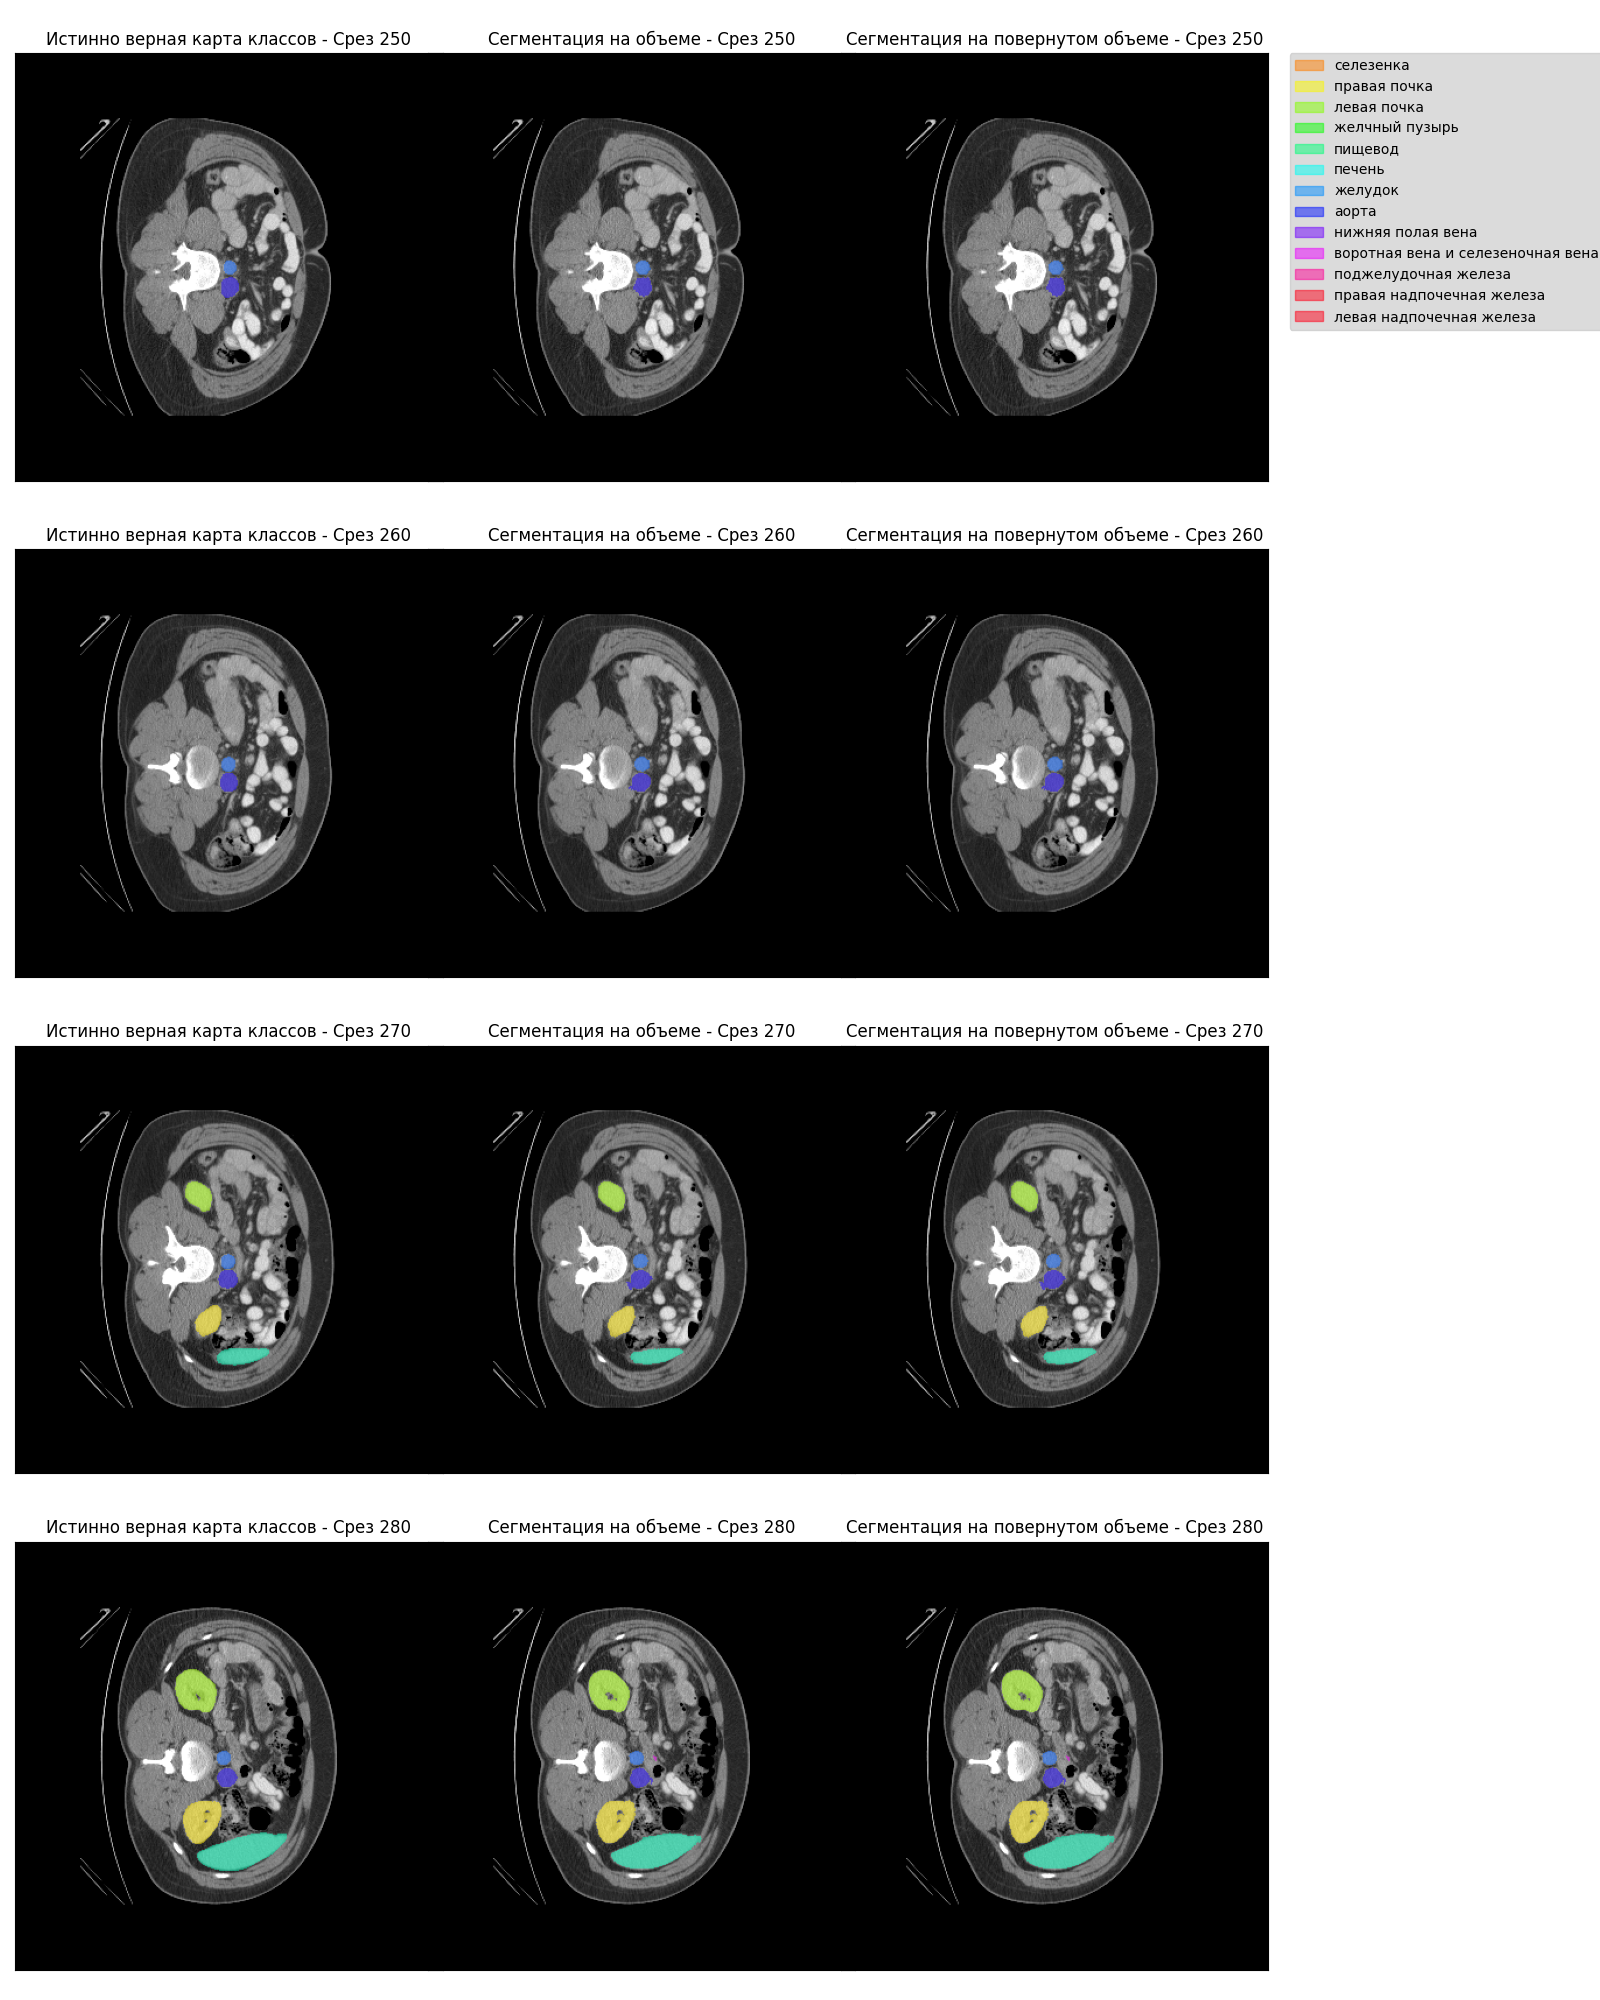 Истинно верная карта классов - Срез 250
Сегментация на объеме - Срез 250
Сегментация на повернутом объеме - Срез 250
селезенка
правая почка
левая почка
желчный пузырь
пищевод
печень
желудок
аорта
нижняя полая вена
воротная вена и селезеночная вена
поджелудочная железа
правая надпочечная железа
левая надпочечная железа
Истинно верная карта классов - Срез 260
Сегментация на объеме - Срез 260
Сегментация на повернутом объеме - Срез 260
Истинно верная карта классов - Срез 270
Сегментация на объеме - Срез 270
Сегментация на повернутом объеме - Срез 270
Истинно верная карта классов - Срез 280
Сегментация на объеме - Срез 280
Сегментация на повернутом объеме - Срез 280